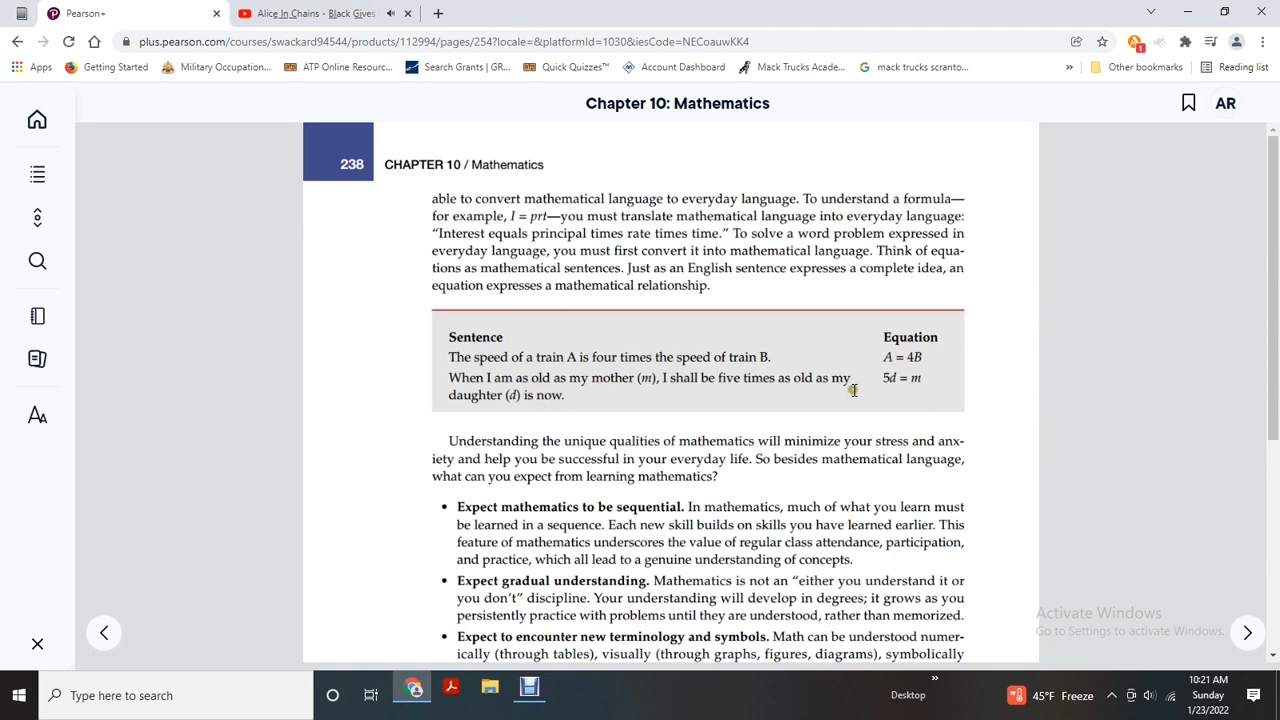 Pearson+
Alice In Chains - Black Gives
plus.pearson.com/courses/swackard94544/products/112994/pages/254?locale=&platformId=1030&iesCode=NECoauwKK4
1
Apps
Getting Started
Military Occupation...
ATP Online Resourc...
Search Grants | GR...
Quick Quizzes™
Account Dashboard
Mack Trucks Acade...
mack trucks scranto...
»
Other bookmarks
Reading list
Chapter 10: Mathematics
AR
238
CHAPTER 10 / Mathematics
able to convert mathematical language to everyday language. To understand a formula—
for example, I = prt—you must translate mathematical language into everyday language:
“Interest equals principal times rate times time.” To solve a word problem expressed in
everyday language, you must first convert it into mathematical language. Think of equa-
tions as mathematical sentences. Just as an English sentence expresses a complete idea, an
equation expresses a mathematical relationship.
Sentence Equation
The speed of a train A is four times the speed of train B. A = 4B
When I am as old as my mother (m), I shall be five times as old as my 5d = m
daughter (d) is now.
Understanding the unique qualities of mathematics will minimize your stress and anx-
iety and help you be successful in your everyday life. So besides mathematical language,
what can you expect from learning mathematics?
• Expect mathematics to be sequential. In mathematics, much of what you learn must
be learned in a sequence. Each new skill builds on skills you have learned earlier. This
feature of mathematics underscores the value of regular class attendance, participation,
and practice, which all lead to a genuine understanding of concepts.
• Expect gradual understanding. Mathematics is not an “either you understand it or
you don’t” discipline. Your understanding will develop in degrees; it grows as you
persistently practice with problems until they are understood, rather than memorized.
• Expect to encounter new terminology and symbols. Math can be understood numer-
ically (through tables), visually (through graphs, figures, diagrams), symbolically
AA
Activate Windows
Go to Settings to activate Windows.
Type here to search
Desktop
»
45°F Freeze
10:21 AM
Sunday
1/23/2022